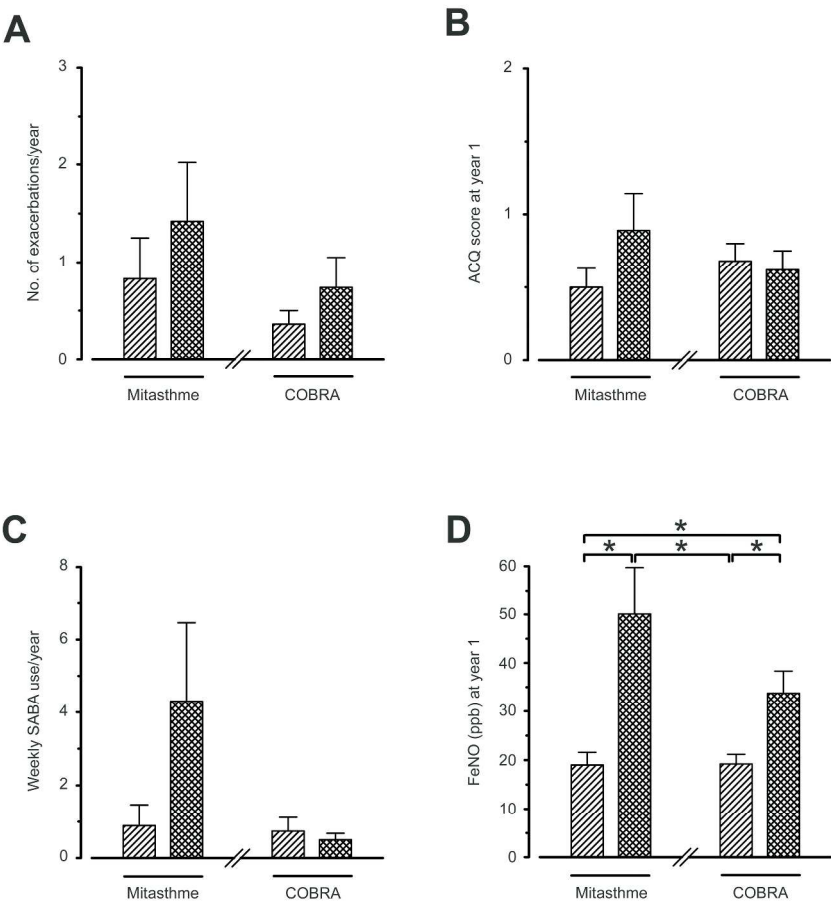 A
No. of exacerbations/year
3
2
1
0
Mitasthme
COBRA
B
ACQ score at year 1
2
1
0
Mitasthme
COBRA
C
Weekly SABA use/year
8
6
4
2
0
Mitasthme
COBRA
D
*
* * *
FeNO (ppb) at year 1
60
50
40
30
20
10
0
Mitasthme
COBRA